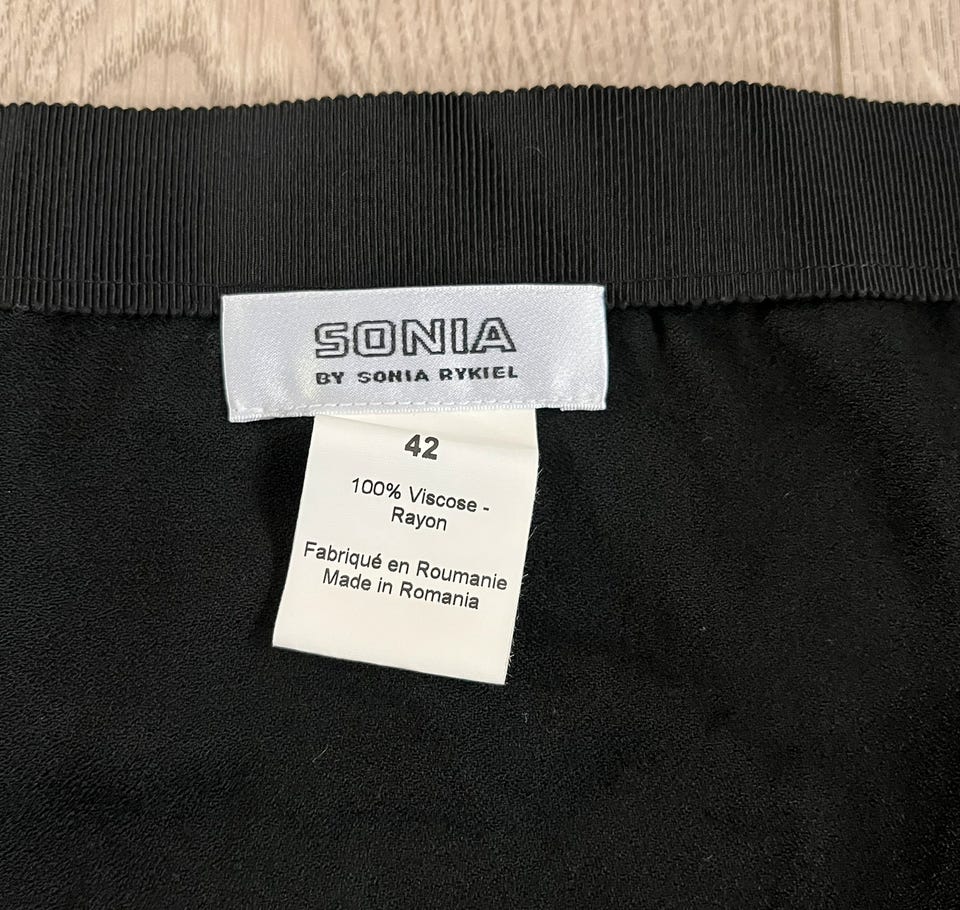 SONIA
BY SONIA RYKIEL
42
100% Viscose -
Rayon
Fabriqué en Roumanie
Made in Romania